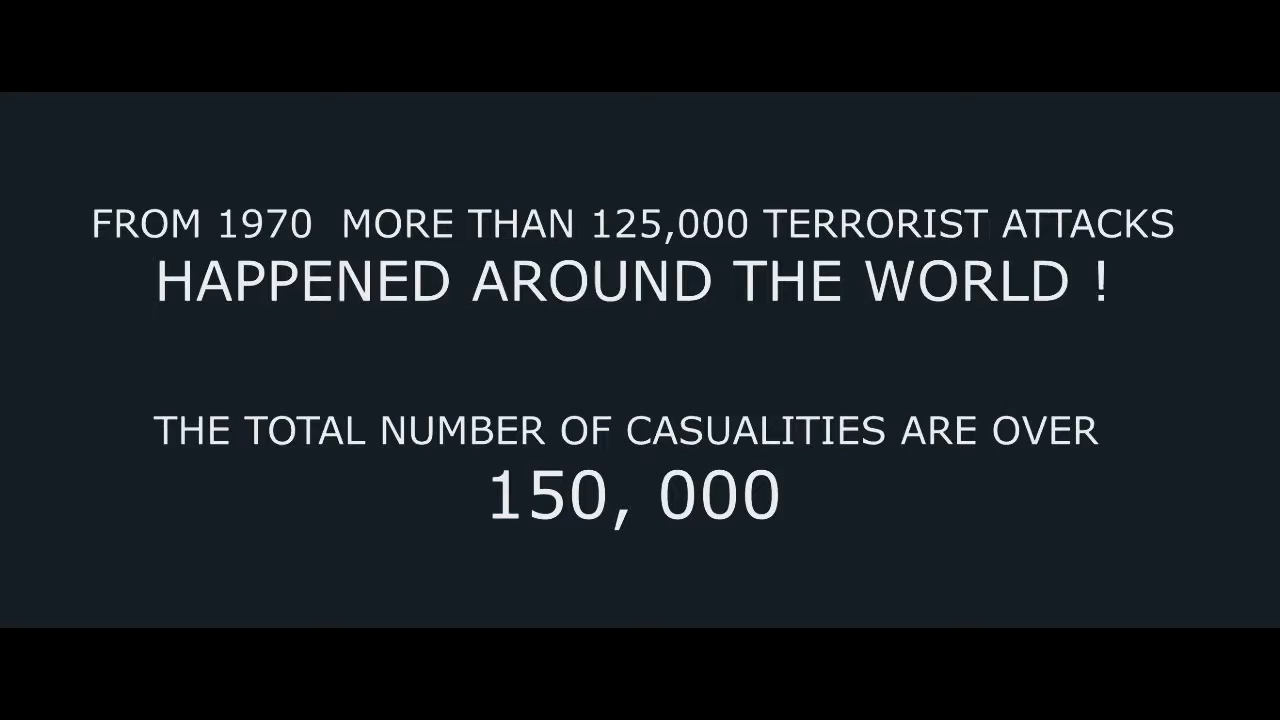 FROM 1970  MORE THAN 125,000 TERRORIST ATTACKS
HAPPENED AROUND THE WORLD !
THE TOTAL NUMBER OF CASUALITIES ARE OVER
150, 000